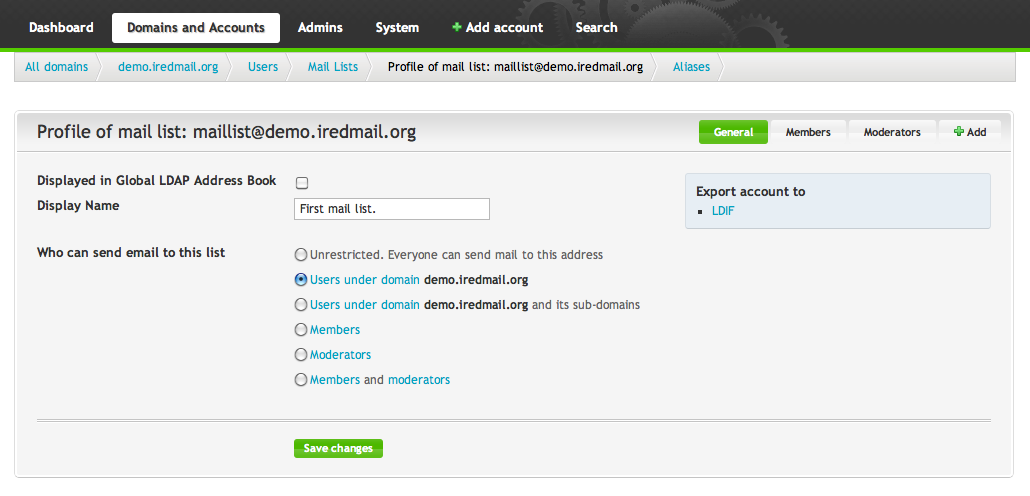 Dashboard Domains and Accounts Admins System + Add account Search
All domains demo.iredmail.org Users Mail Lists Profile of mail list: maillist@demo.iredmail.org Aliases
Profile of mail list: maillist@demo.iredmail.org General Members Moderators + Add
Displayed in Global LDAP Address Book
Display Name First mail list.
Export account to
LDIF
Who can send email to this list Unrestricted. Everyone can send mail to this address
Users under domain demo.iredmail.org
Users under domain demo.iredmail.org and its sub-domains
Members
Moderators
Members and moderators
Save changes